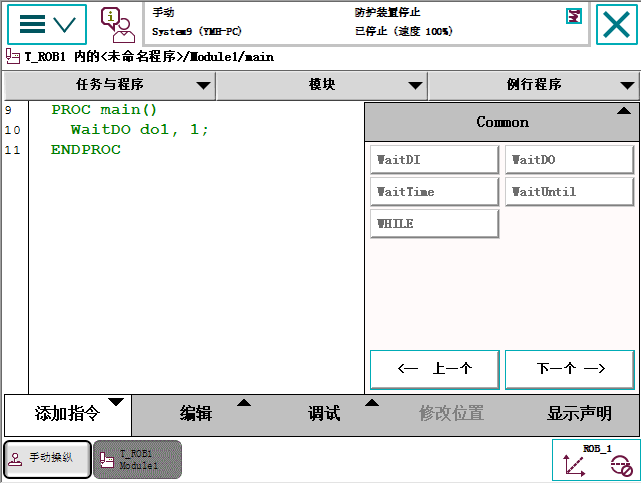 手动
防护装置停止
System9 (YMH-PC)
已停止 (速度 100%)
T_ROB1 内的<未命名程序>/Module1/main
任务与程序
模块
例行程序
9 PROC main()
10 WaitDO do1, 1;
11 ENDPROC
Common
WaitDI
WaitDO
WaitTime
WaitUntil
WHILE
<— 上一个
下一个 —>
添加指令
编辑
调试
修改位置
显示声明
手动操纵
T_ROB1
Module1
ROB_1